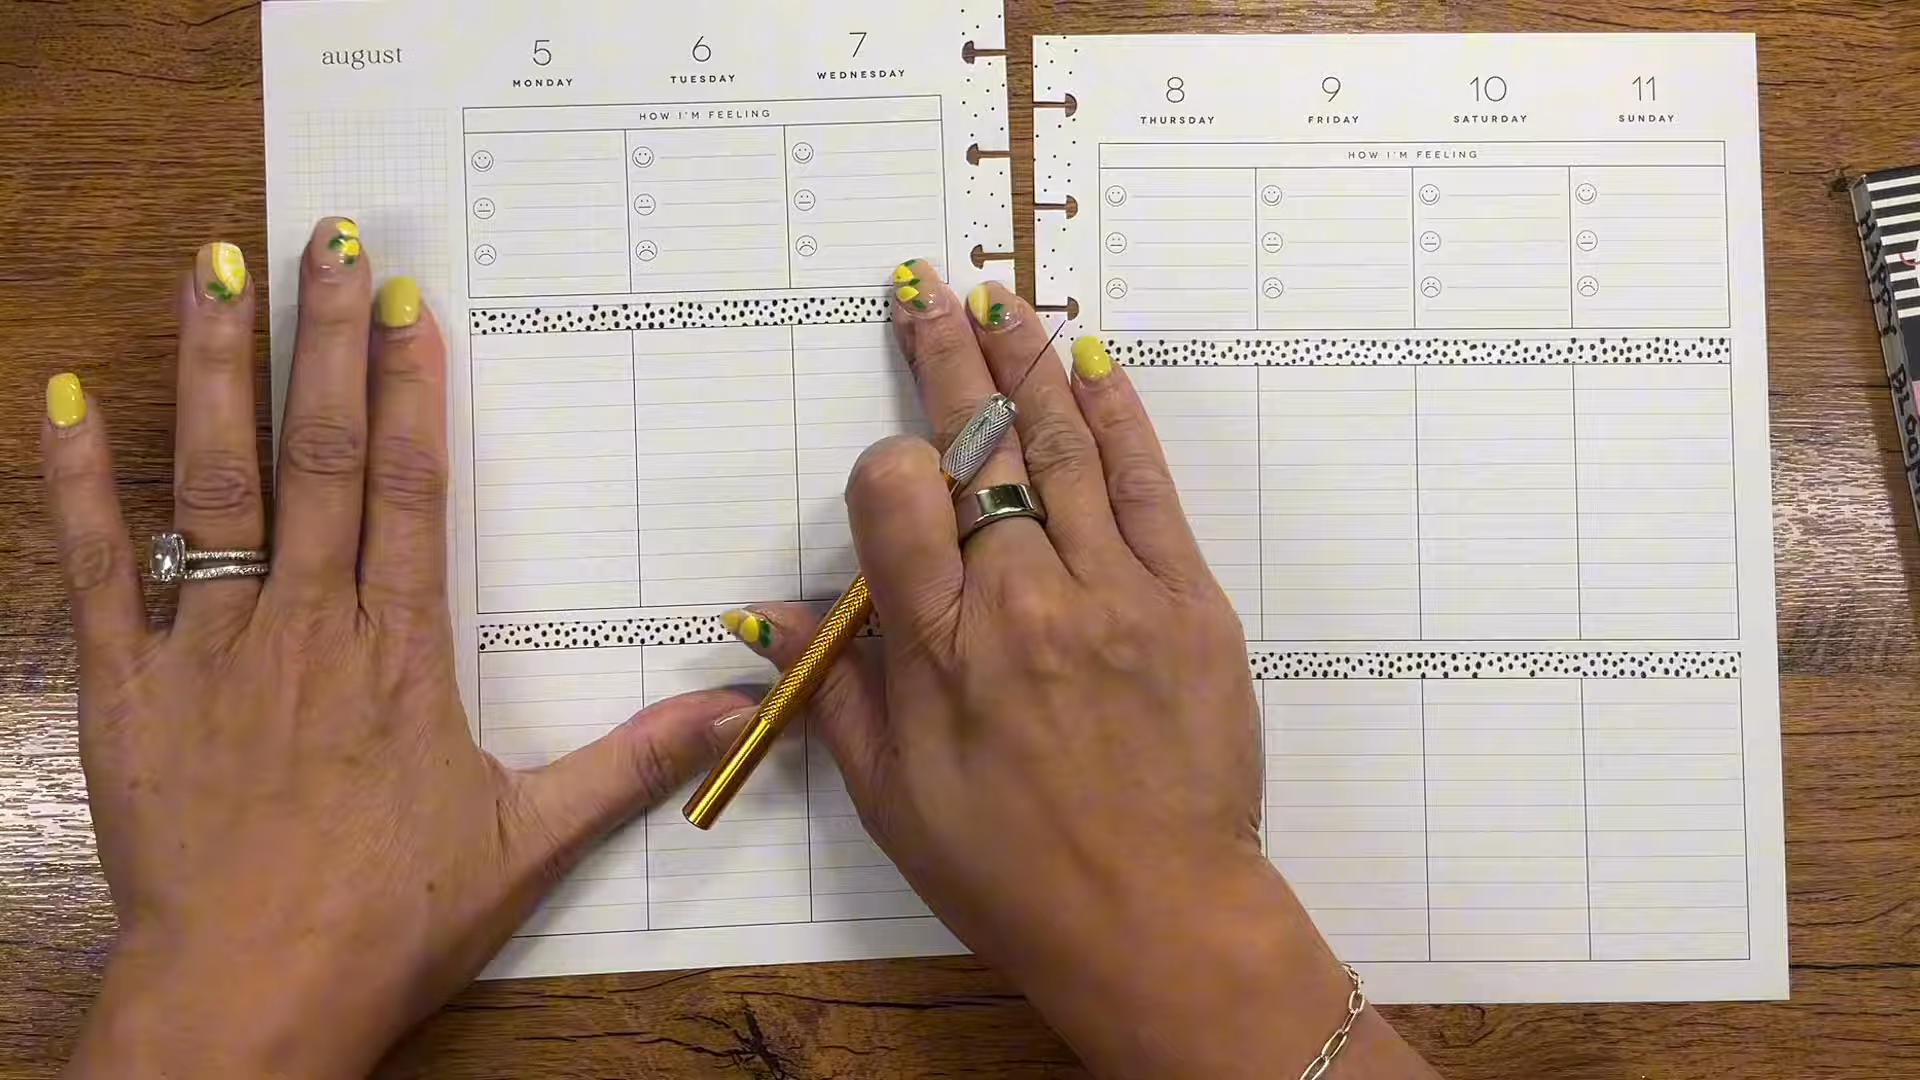 august
5 6 7
MONDAY TUESDAY WEDNESDAY
HOW I'M FEELING
8 9 10 11
THURSDAY FRIDAY SATURDAY SUNDAY
HOW I'M FEELING